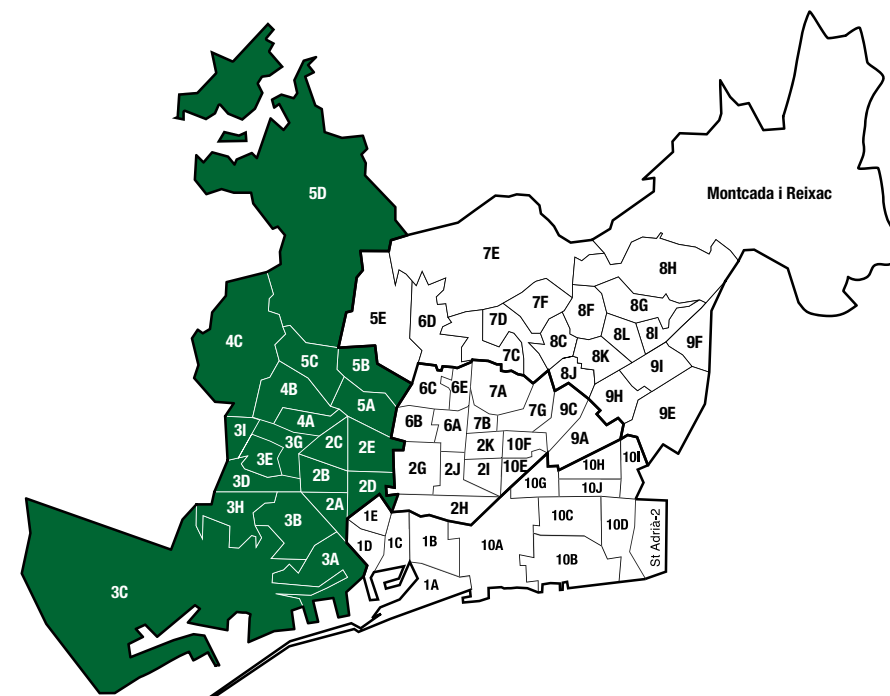 5D
Montcada i Reixac
7E
8H
5E
6D
7F
7D
8F
8G
4C
8C
8L
8I
9F
5C
5B
7C
8K
9I
8J
4B
6C
6E
7A
9H
5A
7G
9C
9E
4A
6B
6A
7B
3I
3G
2C
2E
2K
10F
9A
3E
2G
2J
2I
10E
10H
10I
3D
2B
2D
10G
10J
3H
2A
2H
3B
1E
10C
10D
St Adrià-2
1D
1C
1B
10A
10B
3A
3C
1A